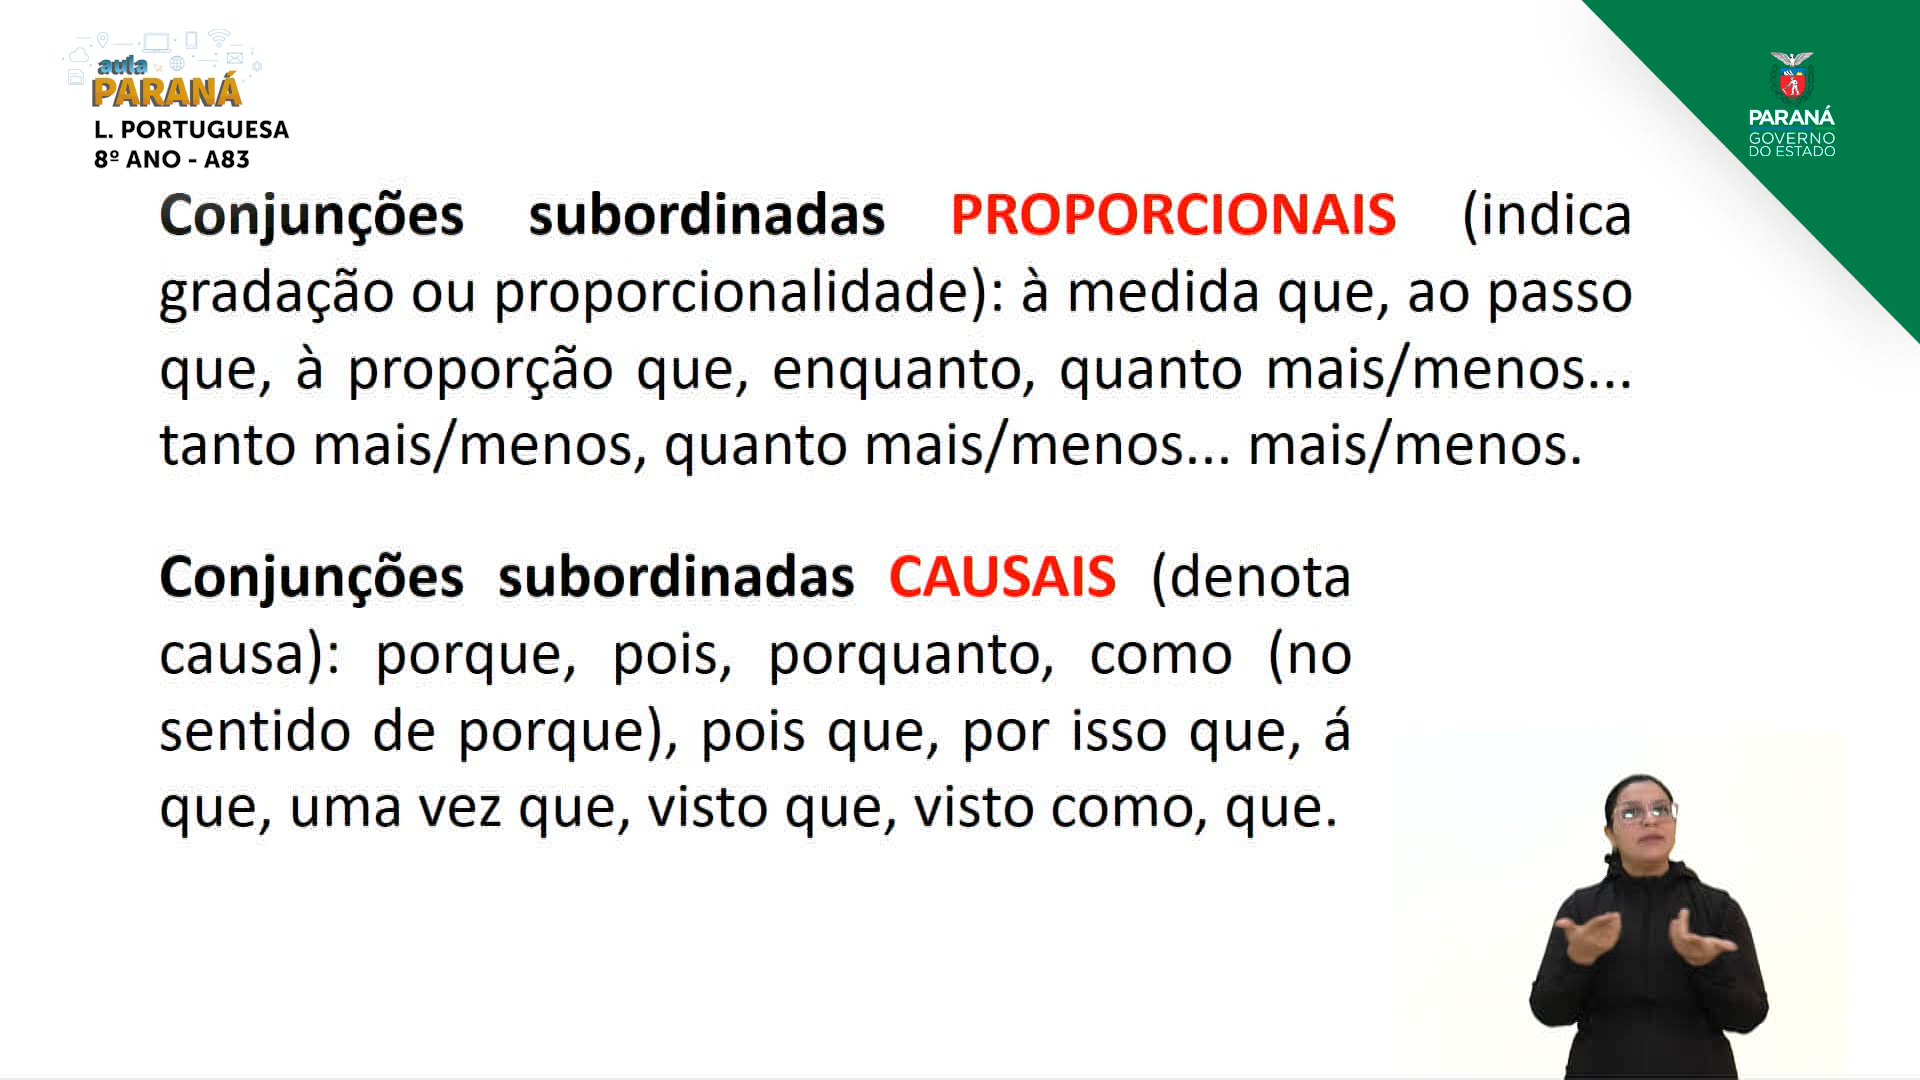 aula
PARANÁ
L. PORTUGUESA
8º ANO - A83
PARANÁ
GOVERNO
DO ESTADO
Conjunções subordinadas PROPORCIONAIS (indica
gradação ou proporcionalidade): à medida que, ao passo
que, à proporção que, enquanto, quanto mais/menos...
tanto mais/menos, quanto mais/menos... mais/menos.
Conjunções subordinadas CAUSAIS (denota
causa): porque, pois, porquanto, como (no
sentido de porque), pois que, por isso que, á
que, uma vez que, visto que, visto como, que.